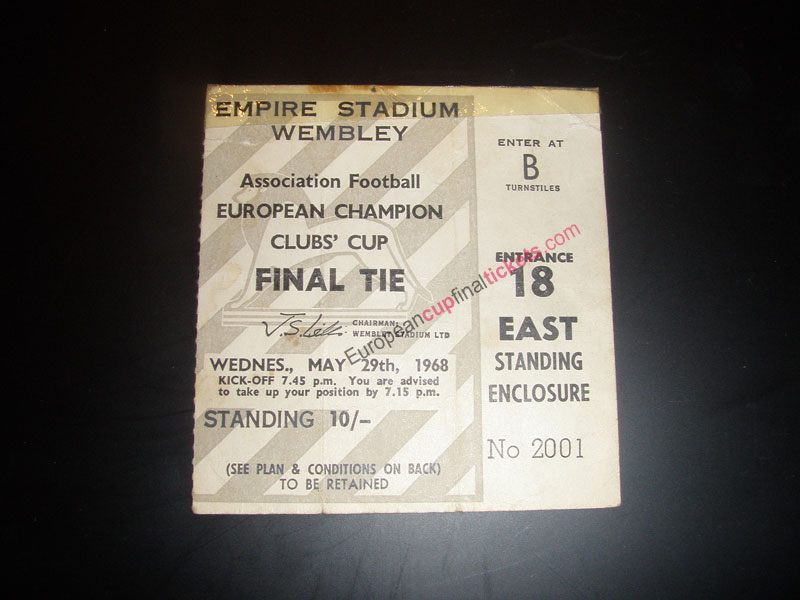 EMPIRE STADIUM
WEMBLEY
Association Football
EUROPEAN CHAMPION
CLUBS' CUP
FINAL TIE
CHAIRMAN:
WEMBLEY STADIUM LTD
WEDNES., MAY 29th, 1968
KICK-OFF 7.45 p.m. You are advised
to take up your position by 7.15 p.m.
STANDING 10/-
(SEE PLAN & CONDITIONS ON BACK)
TO BE RETAINED
ENTER AT
B
TURNSTILES
ENTRANCE
18
EAST
STANDING
ENCLOSURE
No 2001
Europeancupfinaltickets.com